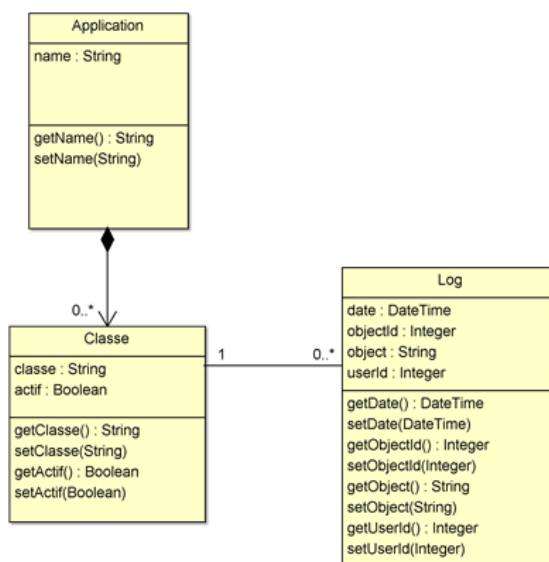 Application
name : String
getName() : String
setName(String)
0..*
Classe
classe : String
actif : Boolean
getClasse() : String
setClasse(String)
getActif() : Boolean
setActif(Boolean)
1
0..*
Log
date : DateTime
objectId : Integer
object : String
userId : Integer
getDate() : DateTime
setDate(DateTime)
getObjectId() : Integer
setObjectId(Integer)
getObject() : String
setObject(String)
getUserId() : Integer
setUserId(Integer)